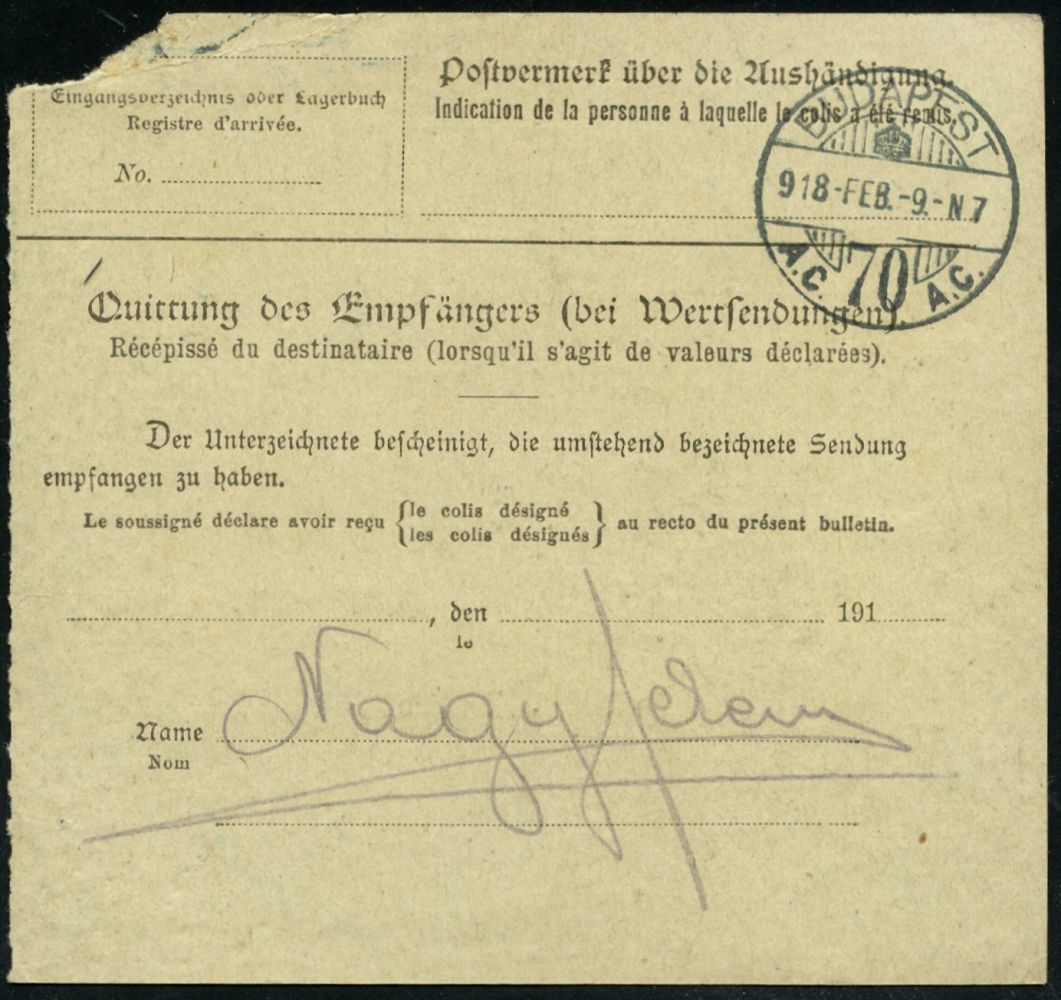 Eingangsverzeichnis oder Lagerbuch
Registre d'arrivée.
No.
Postvermerk über die Aushändigung.
Indication de la personne à laquelle le colis a été remis.
BUDAPEST
918-FEB.-9.-N7
A.C. 70 A.C.
Quittung des Empfängers (bei Wertsendungen).
Récépissé du destinataire (lorsqu'il s'agit de valeurs déclarées).
Der Unterzeichnete bescheinigt, die umstehend bezeichnete Sendung
empfangen zu haben.
Le soussigné déclare avoir reçu {le colis désigné / les colis désignés} au recto du présent bulletin.
, den 191
le
Name Nagy
Nom